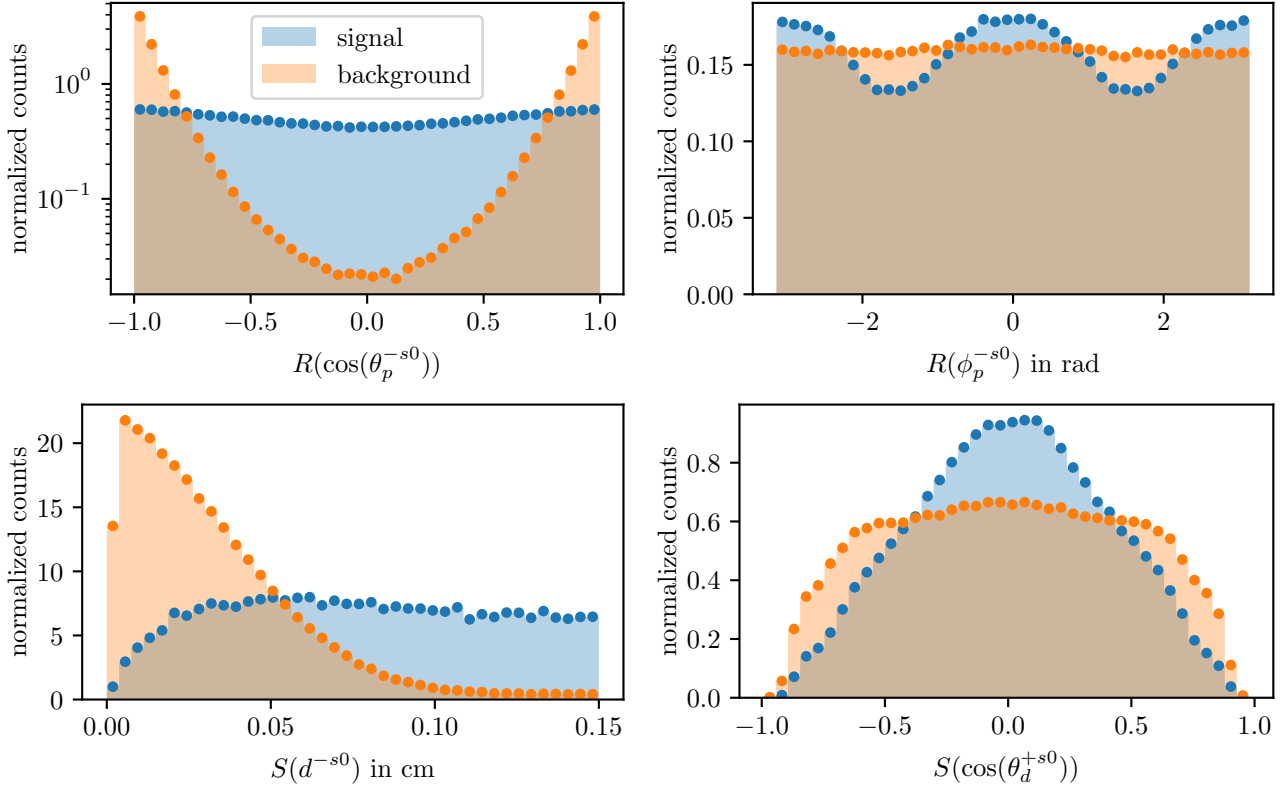 normalized counts
10^0
10^{-1}
signal
background
−1.0 −0.5 0.0 0.5 1.0
R(cos(θ_p^{−s0}))
normalized counts
0.15
0.10
0.05
0.00
−2 0 2
R(ϕ_p^{−s0}) in rad
normalized counts
20
15
10
5
0
0.00 0.05 0.10 0.15
S(d^{−s0}) in cm
normalized counts
0.8
0.6
0.4
0.2
0.0
−1.0 −0.5 0.0 0.5 1.0
S(cos(θ_d^{+s0}))